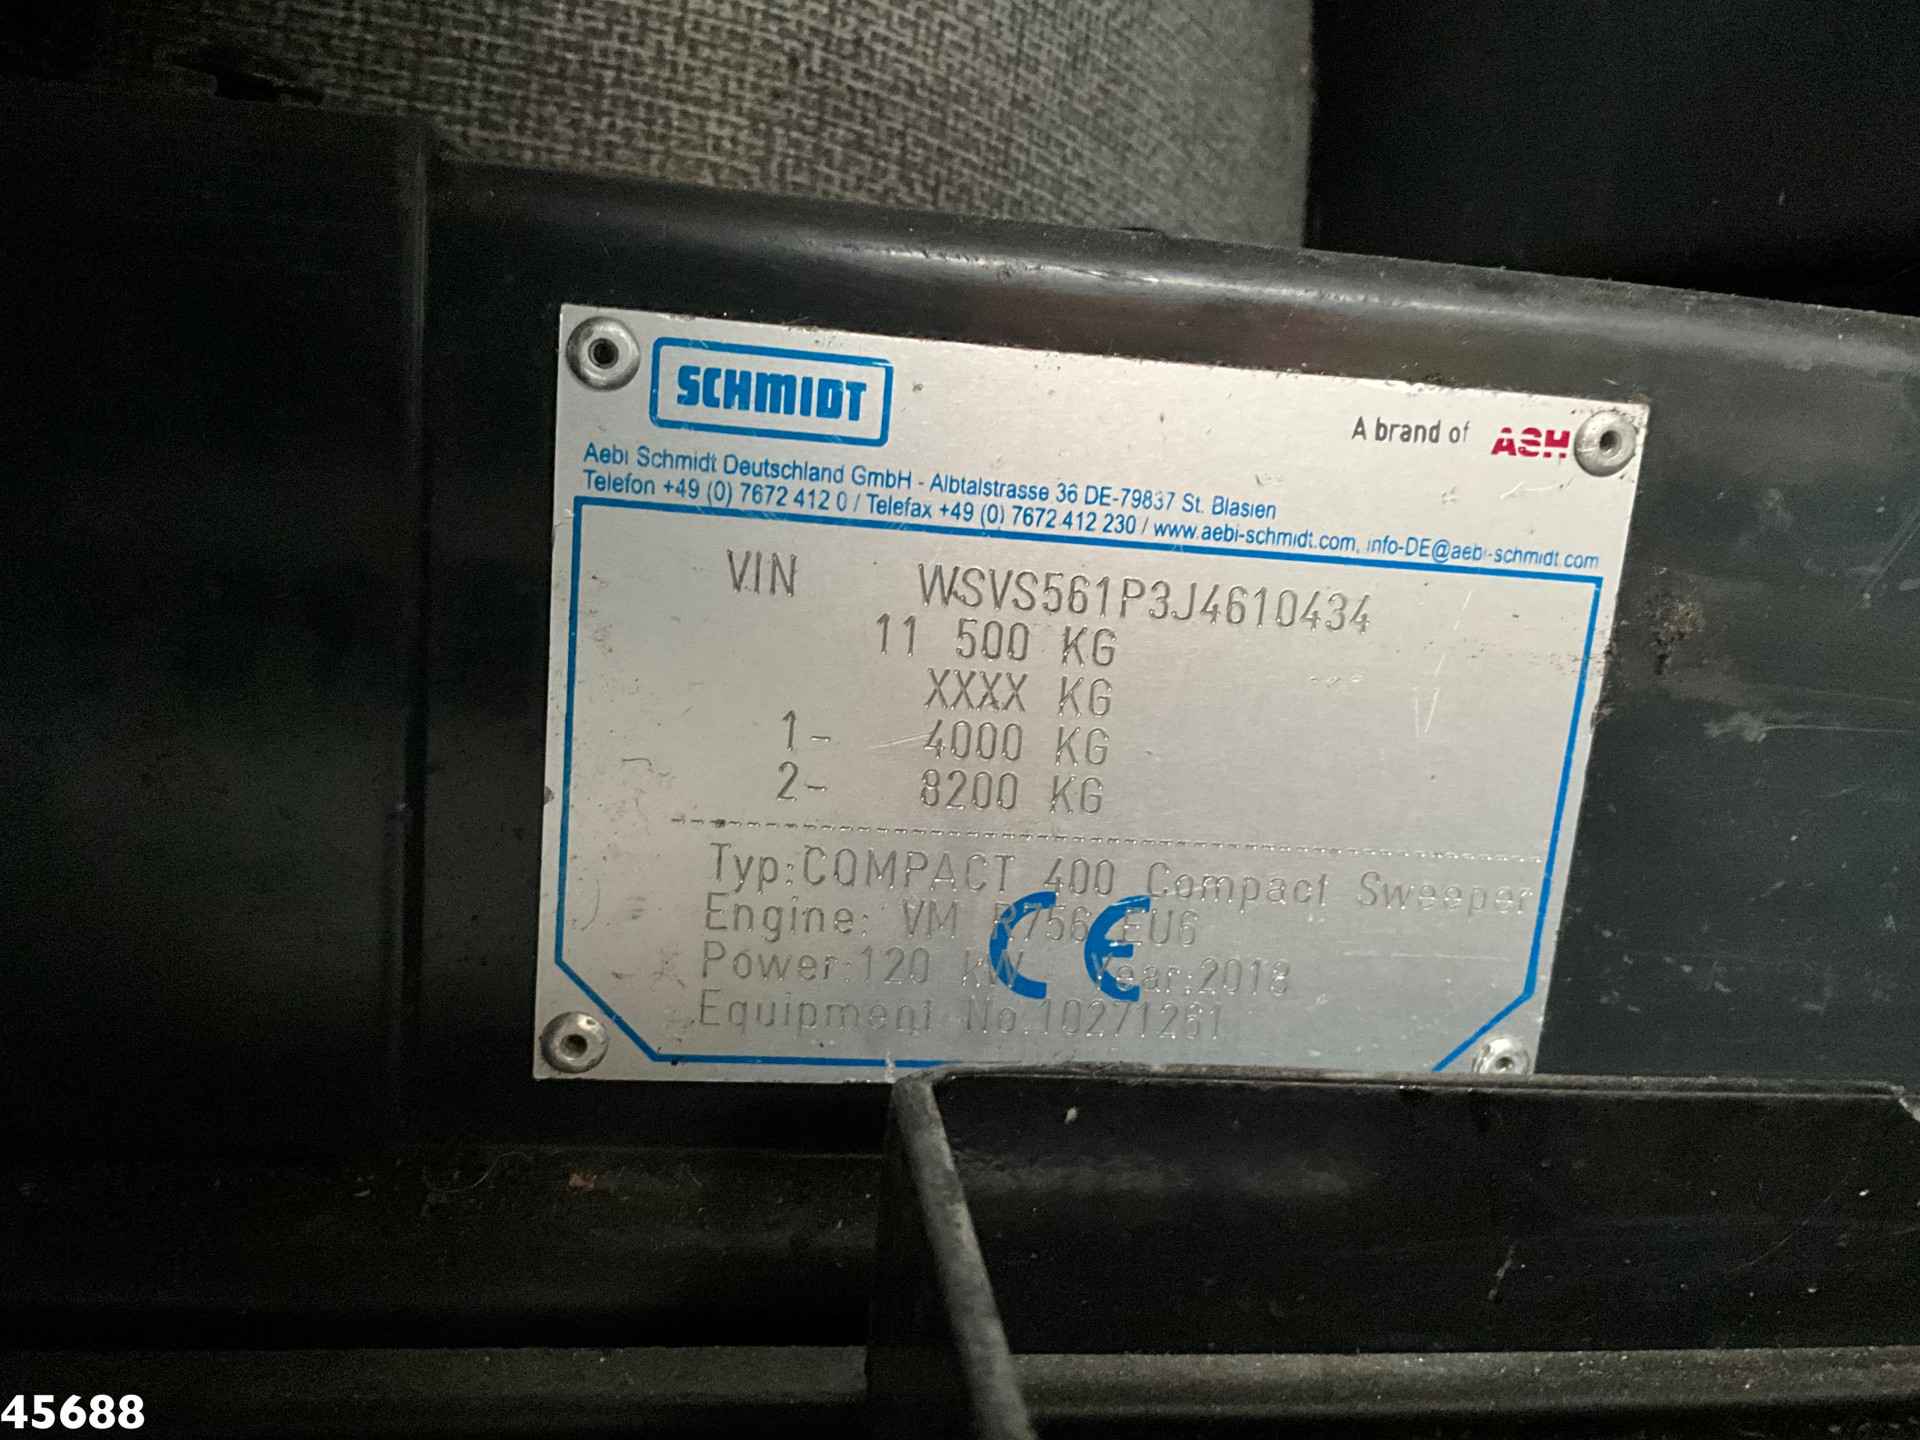 SCHMIDT
A brand of ASH
Aebi Schmidt Deutschland GmbH - Albtalstrasse 36 DE-79837 St. Blasien
Telefon +49 (0) 7672 412 0 / Telefax +49 (0) 7672 412 230 / www.aebi-schmidt.com, info-DE@aebi-schmidt.com
VIN WSVS561P3J4610434
11 500 KG
XXXX KG
1- 4000 KG
2- 8200 KG
Typ:COMPACT 400 Compact Sweeper
Engine: VM R756 EU6
Power:120 kW Year:2018
Equipment No.10271261
CE
45688